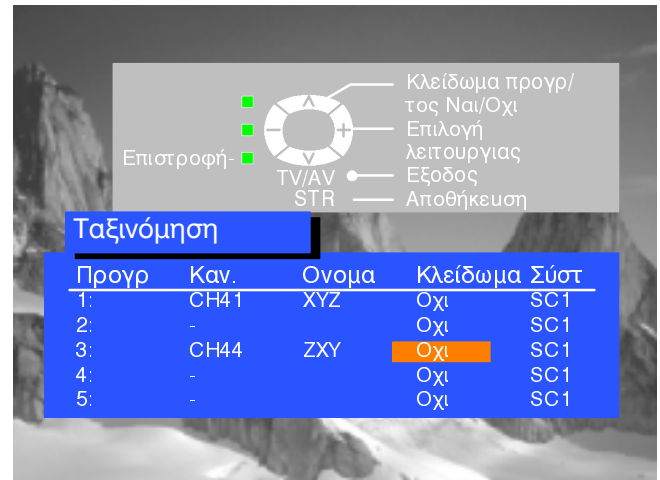 Κλείδωμα προγρ/
τος Ναι/Οχι
Επιλογή
λειτουργιας
Επιστροφή-
TV/AV Εξοδος
STR Αποθήκευση
Ταξινόμηση
Προγρ Καν. Ονομα Κλείδωμα Σύστ
1: CH41 XYZ Οχι SC1
2: - Οχι SC1
3: CH44 ZXY Οχι SC1
4: - Οχι SC1
5: - Οχι SC1